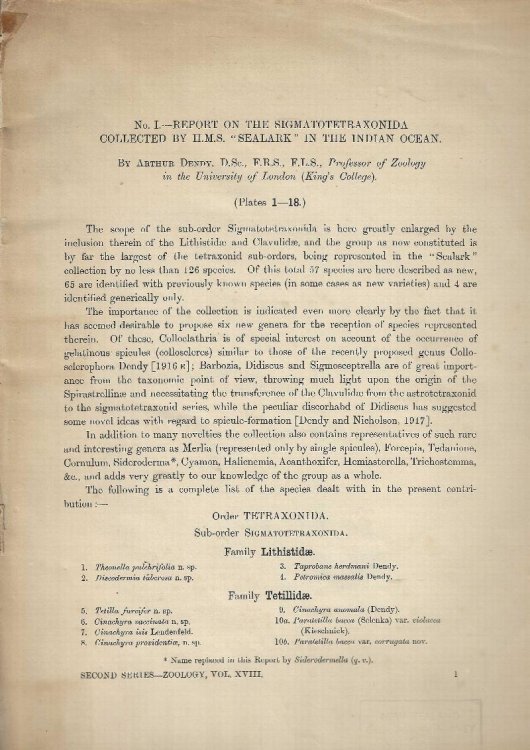 No. I.—REPORT ON THE SIGMATOTETRAXONIDA
COLLECTED BY H.M.S. "SEALARK" IN THE INDIAN OCEAN.
By Arthur Dendy, D.Sc., F.R.S., F.L.S., Professor of Zoology
in the University of London (King's College).
(Plates 1—18.)
The scope of the sub-order Sigmatotetraxonida is here greatly enlarged by the
inclusion therein of the Lithistidæ and Clavulidæ, and the group as now constituted is
by far the largest of the tetraxonid sub-orders, being represented in the "Sealark"
collection by no less than 126 species. Of this total 57 species are here described as new,
65 are identified with previously known species (in some cases as new varieties) and 4 are
identified generically only.
The importance of the collection is indicated even more clearly by the fact that it
has seemed desirable to propose six new genera for the reception of species represented
therein. Of these, Colloclathria is of special interest on account of the occurrence of
gelatinous spicules (colloscleres) similar to those of the recently proposed genus Collo-
sclerophora Dendy [1916 E]; Barbozia, Didiscus and Sigmosceptrella are of great import-
ance from the taxonomic point of view, throwing much light upon the origin of the
Spirastrellinæ and necessitating the transference of the Clavulidæ from the astrotetraxonid
to the sigmatotetraxonid series, while the peculiar discorhabd of Didiscus has suggested
some novel ideas with regard to spicule-formation [Dendy and Nicholson, 1917].
In addition to many novelties the collection also contains representatives of such rare
and interesting genera as Merlia (represented only by single spicules), Forcepia, Tedanione,
Cornulum, Sideroderma*, Cyamon, Halicnemia, Acanthoxifer, Hemiastrella, Trichostemma,
&c., and adds very greatly to our knowledge of the group as a whole.
The following is a complete list of the species dealt with in the present contri-
bution :—
Order TETRAXONIDA.
Sub-order Sigmatotetraxonida.
Family Lithistidæ.
1. Theonella pulchrifolia n. sp.
2. Discodermia tuberosa n. sp.
3. Taprobane herdmani Dendy.
4. Petromica massalis Dendy.
Family Tetillidæ.
5. Tetilla furcifer n. sp.
6. Cinachyra vaccinata n. sp.
7. Cinachyra isis Lendenfeld.
8. Cinachyra providentiæ, n. sp.
9. Cinachyra anomala (Dendy).
10a. Paratetilla bacca (Selenka) var. violacea
(Kieschnick).
10b. Paratetilla bacca var. corrugata nov.
* Name replaced in this Report by Siderodermella (q. v.).
SECOND SERIES—ZOOLOGY, VOL. XVIII. 1